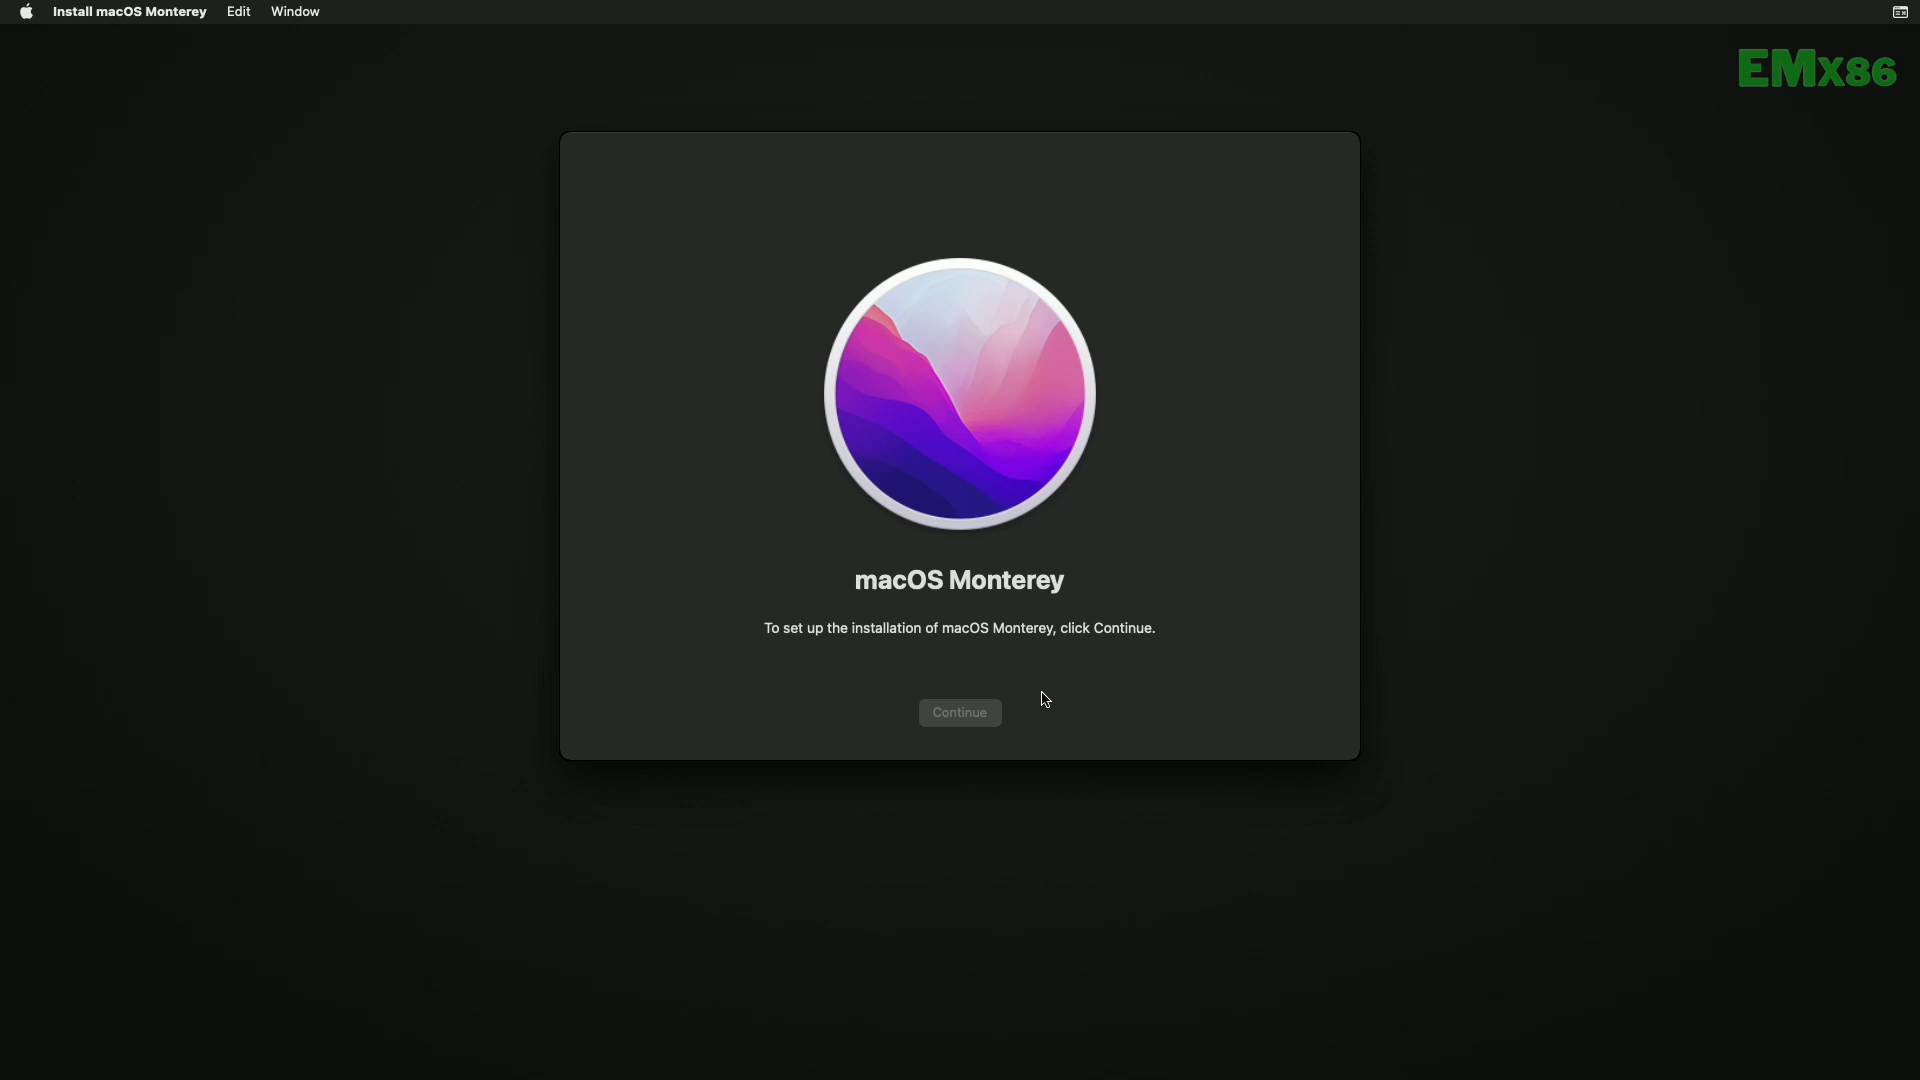 Install macOS Monterey Edit Window
EMx86
macOS Monterey
To set up the installation of macOS Monterey, click Continue.
Continue